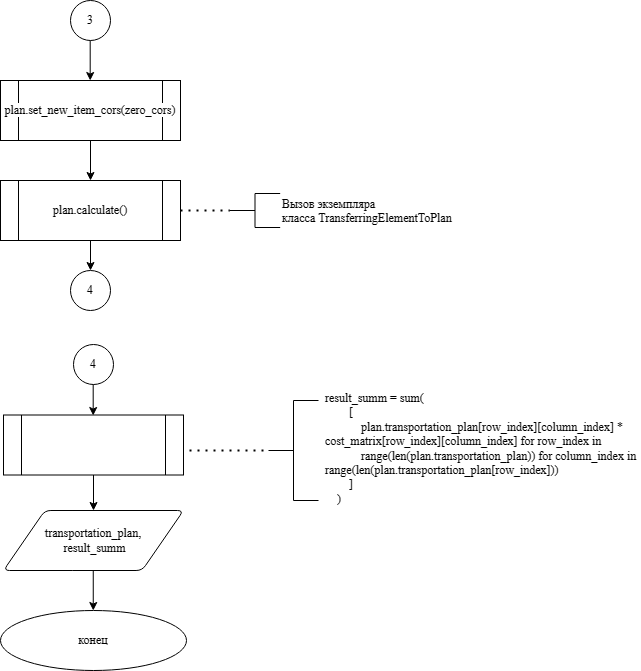 3
plan.set_new_item_cors(zero_cors)
plan.calculate()
Вызов экземпляра
класса TransferringElementToPlan
4
4
result_summ = sum(
[
plan.transportation_plan[row_index][column_index] *
cost_matrix[row_index][column_index] for row_index in
range(len(plan.transportation_plan)) for column_index in
range(len(plan.transportation_plan[row_index]))
]
)
transportation_plan,
result_summ
конец